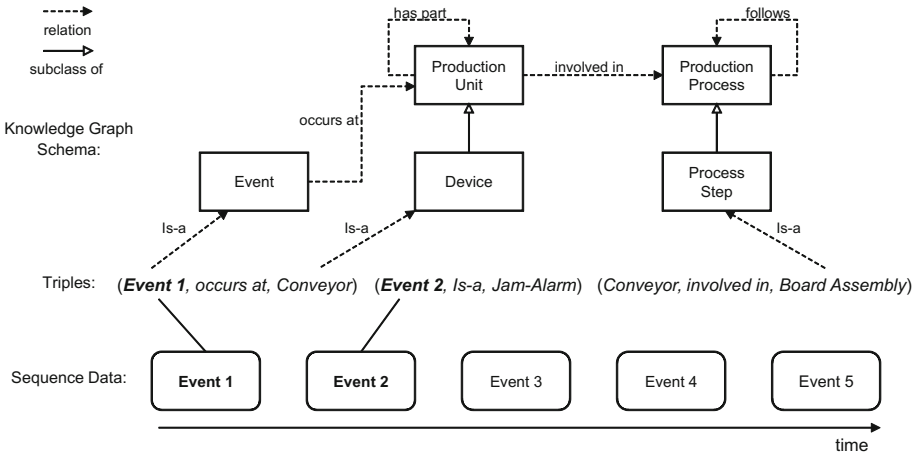 relation
subclass of
has part
follows
Production
Unit
involved in
Production
Process
occurs at
Knowledge Graph
Schema:
Event
Device
Process
Step
Is-a
Is-a
Is-a
Triples:
(Event 1, occurs at, Conveyor)
(Event 2, Is-a, Jam-Alarm)
(Conveyor, involved in, Board Assembly)
Sequence Data:
Event 1
Event 2
Event 3
Event 4
Event 5
time